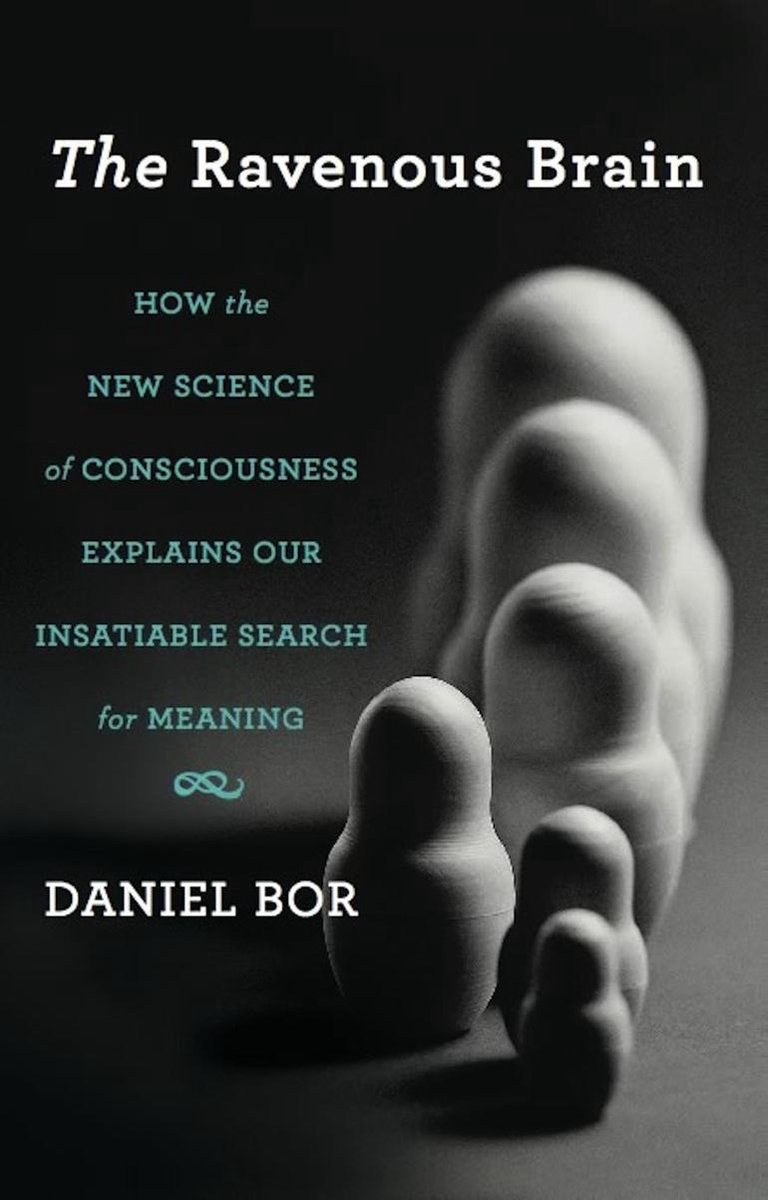 The Ravenous Brain
HOW the
NEW SCIENCE
of CONSCIOUSNESS
EXPLAINS OUR
INSATIABLE SEARCH
for MEANING
DANIEL BOR